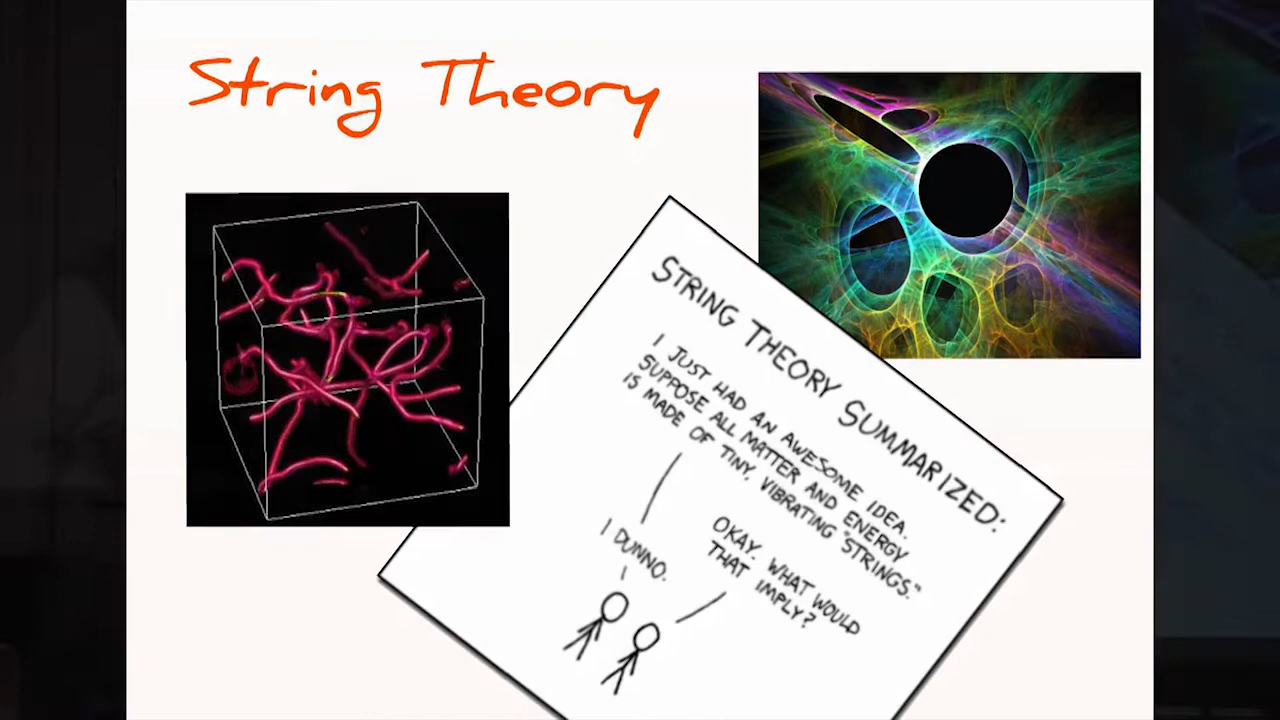 String Theory
STRING THEORY SUMMARIZED:
I JUST HAD AN AWESOME IDEA.
SUPPOSE ALL MATTER AND ENERGY
IS MADE OF TINY, VIBRATING "STRINGS."
OKAY. WHAT WOULD
THAT IMPLY?
I DUNNO.